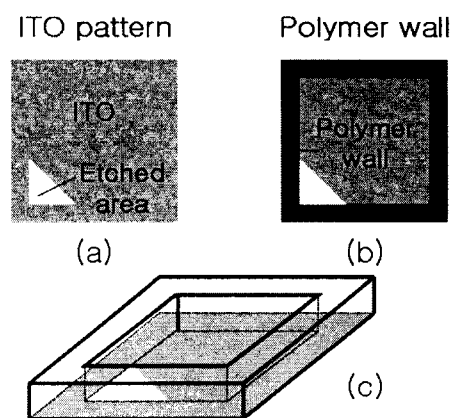 ITO pattern
Polymer wall
ITO
Etched
area
Polymer
wall
(a)
(b)
(c)